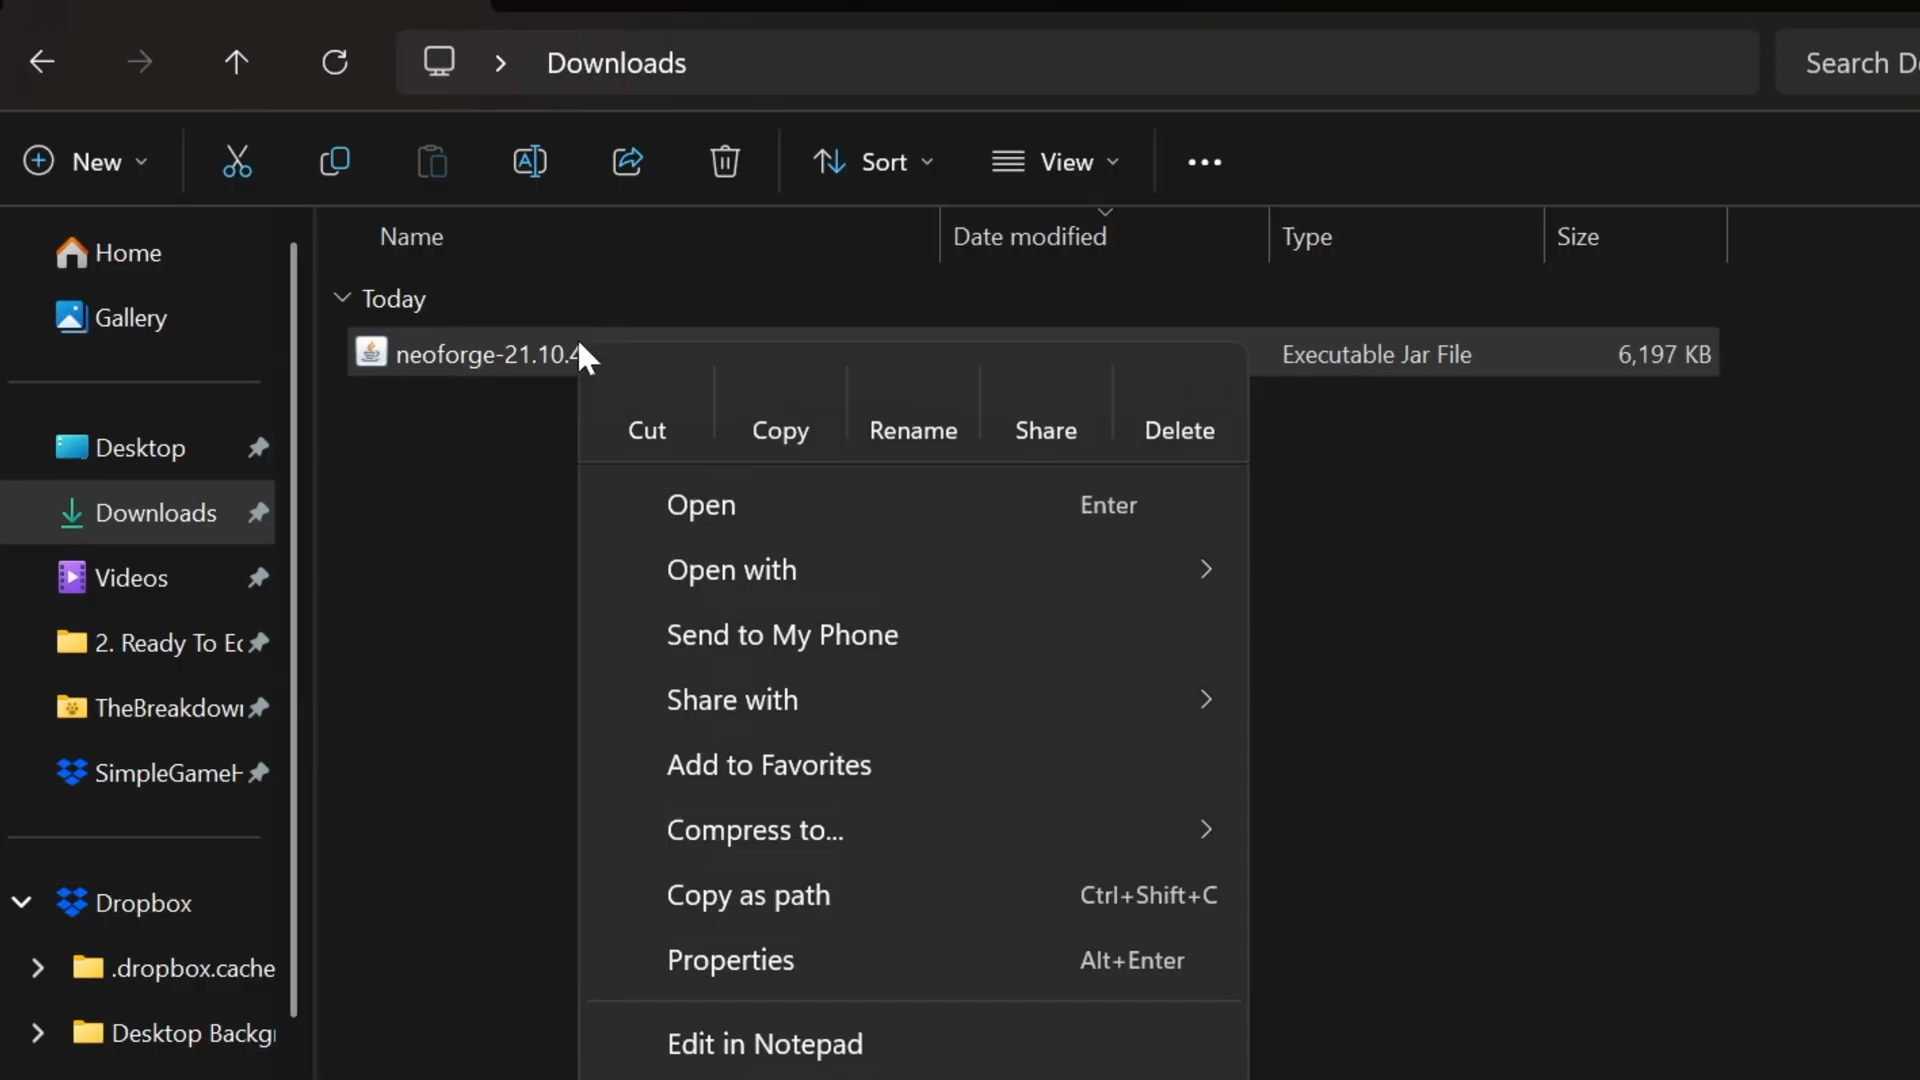 Downloads
Search D
New
Sort
View
Name
Date modified
Type
Size
Home
Gallery
Today
neoforge-21.10.4
Executable Jar File
6,197 KB
Cut
Copy
Rename
Share
Delete
Desktop
Downloads
Videos
2. Ready To Ec
TheBreakdow
SimpleGame
Dropbox
.dropbox.cache
Desktop Backg
Open Enter
Open with
Send to My Phone
Share with
Add to Favorites
Compress to...
Copy as path Ctrl+Shift+C
Properties Alt+Enter
Edit in Notepad